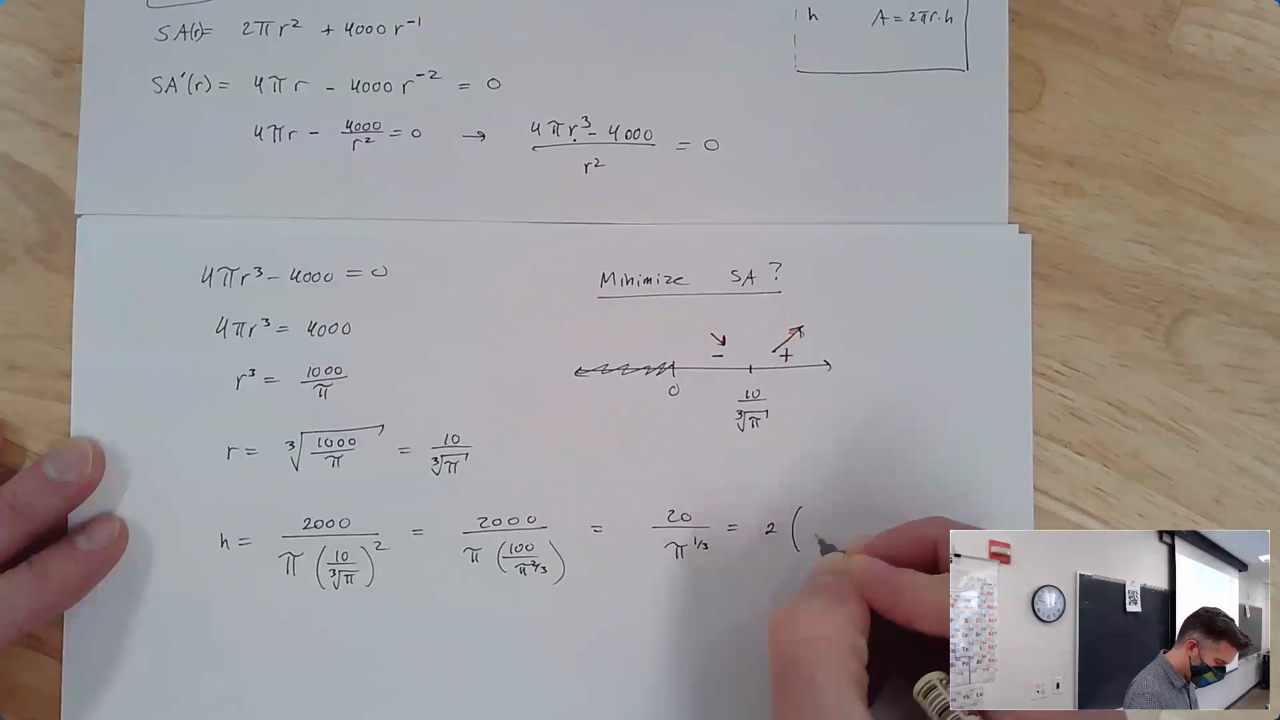 SA(r) = 2πr² + 4000r⁻¹
h
A = 2πr·h
SA'(r) = 4πr - 4000r⁻² = 0
4πr - 4000/r² = 0 → (4πr³ - 4000)/r² = 0
4πr³ - 4000 = 0
Minimize SA?
4πr³ = 4000
- +
r³ = 1000/π
0 10/∛π
r = ∛(1000/π) = 10/∛π
h = 2000/(π(10/∛π)²) = 2000/(π(100/π^(2/3))) = 20/π^(1/3) = 2(